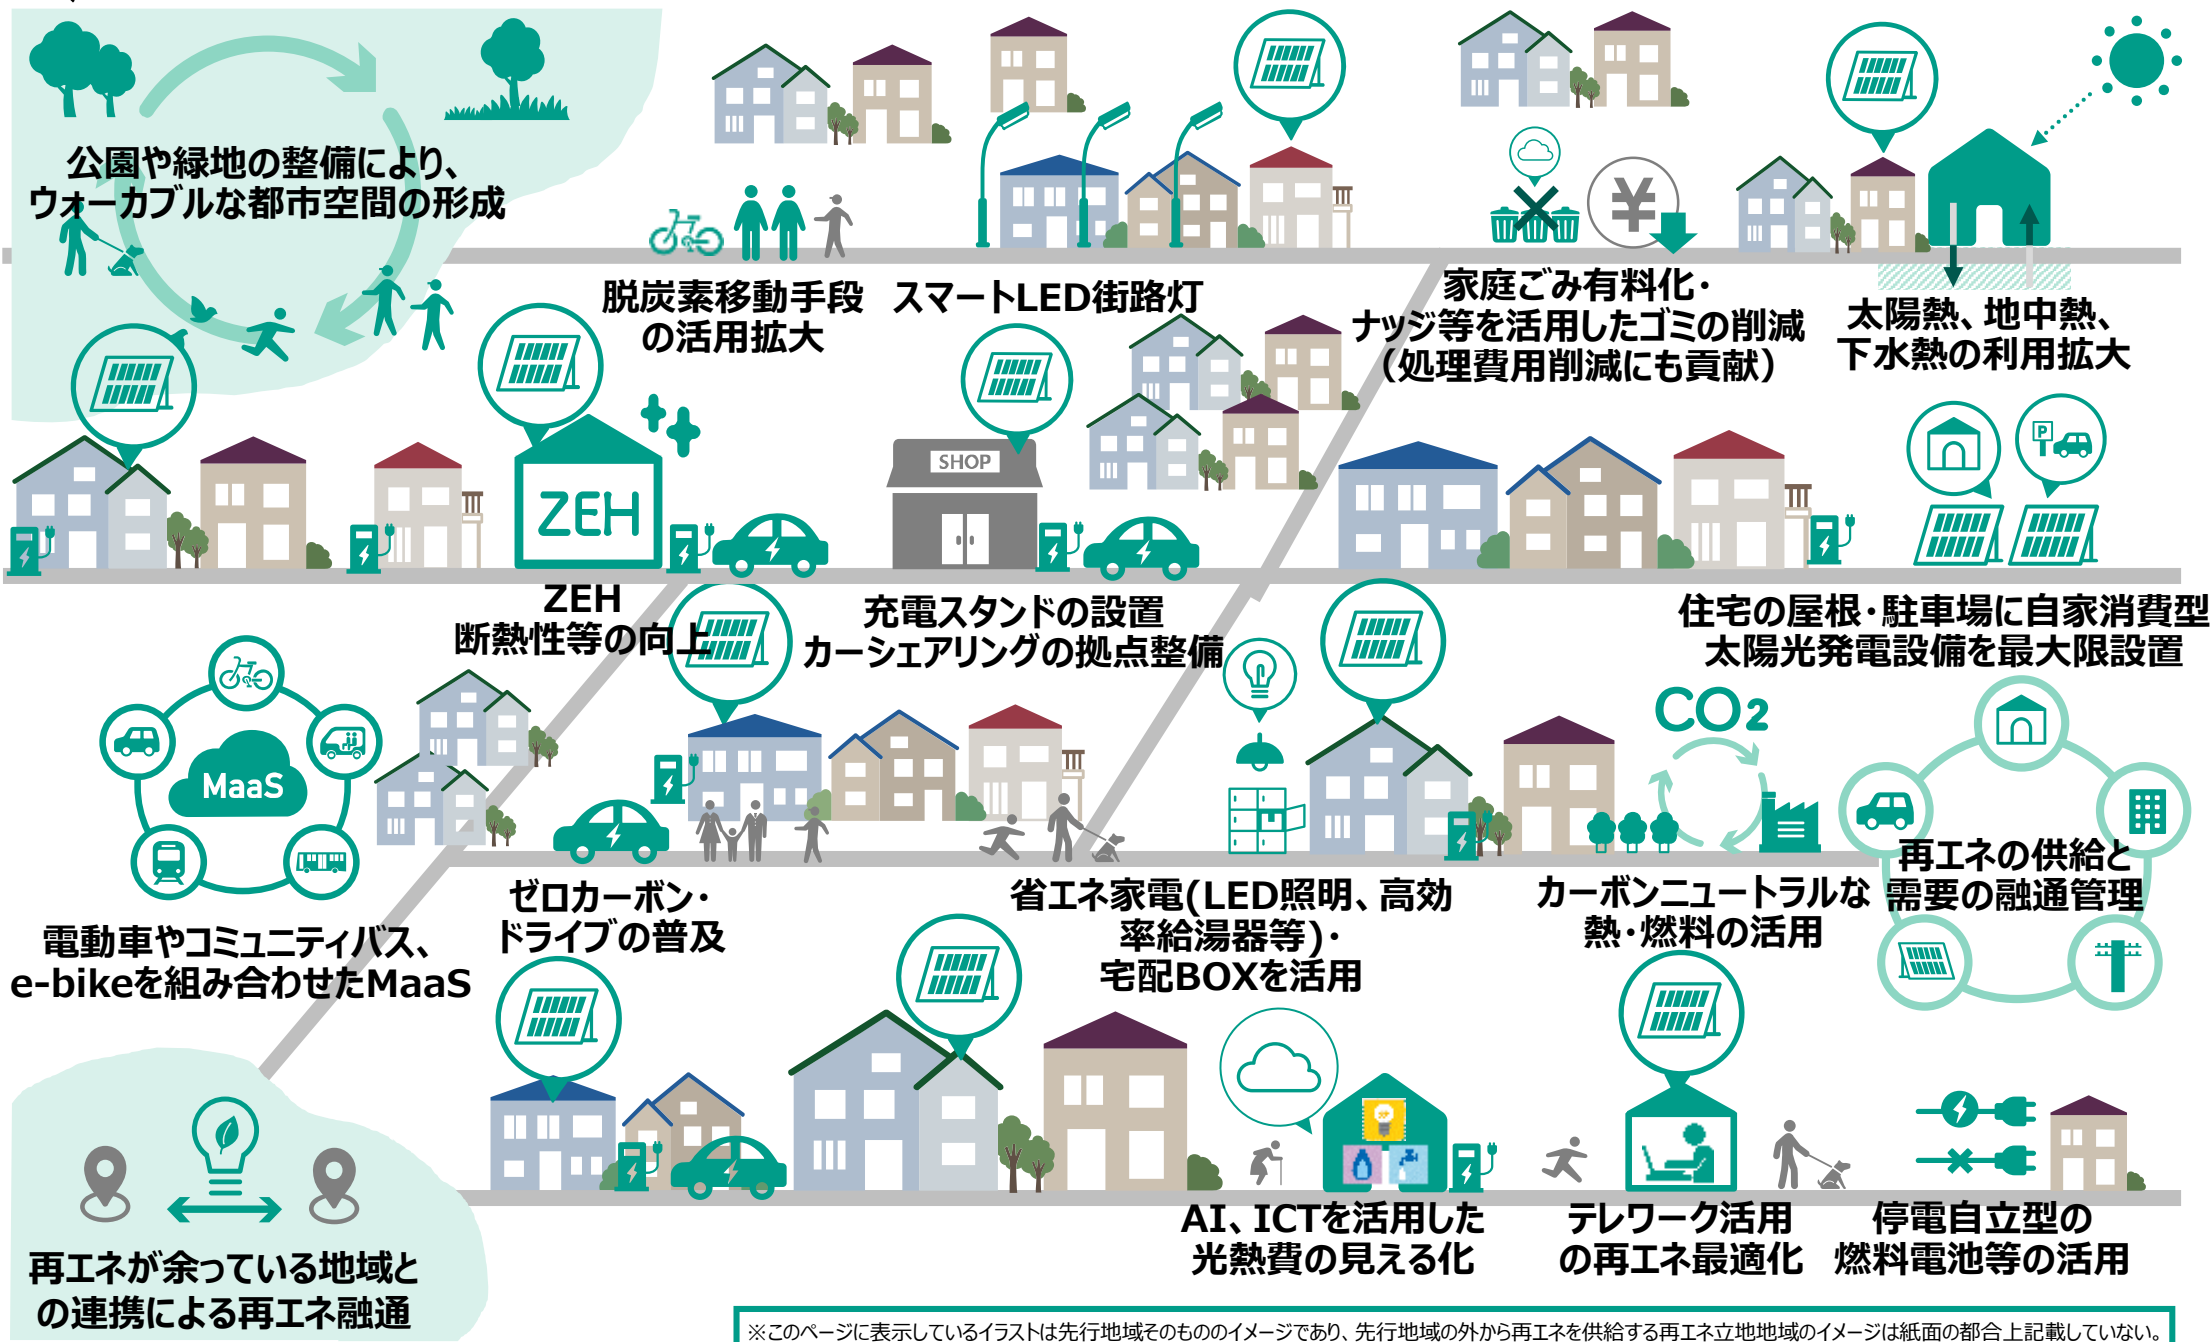 公園や緑地の整備により、
ウォーカブルな都市空間の形成
脱炭素移動手段
の活用拡大
スマートLED街路灯
¥
家庭ごみ有料化・
ナッジ等を活用したゴミの削減
（処理費用削減にも貢献）
太陽熱、地中熱、
下水熱の利用拡大
ZEH
SHOP
P
ZEH
断熱性等の向上
充電スタンドの設置
カーシェアリングの拠点整備
住宅の屋根・駐車場に自家消費型
太陽光発電設備を最大限設置
MaaS
CO2
電動車やコミュニティバス、
e-bikeを組み合わせたMaaS
ゼロカーボン・
ドライブの普及
省エネ家電(LED照明、高効
率給湯器等)・
宅配BOXを活用
カーボンニュートラルな
熱・燃料の活用
再エネの供給と
需要の融通管理
再エネが余っている地域と
の連携による再エネ融通
AI、ICTを活用した
光熱費の見える化
テレワーク活用
の再エネ最適化
停電自立型の
燃料電池等の活用
※このページに表示しているイラストは先行地域そのもののイメージであり、先行地域の外から再エネを供給する再エネ立地地域のイメージは紙面の都合上記載していない。